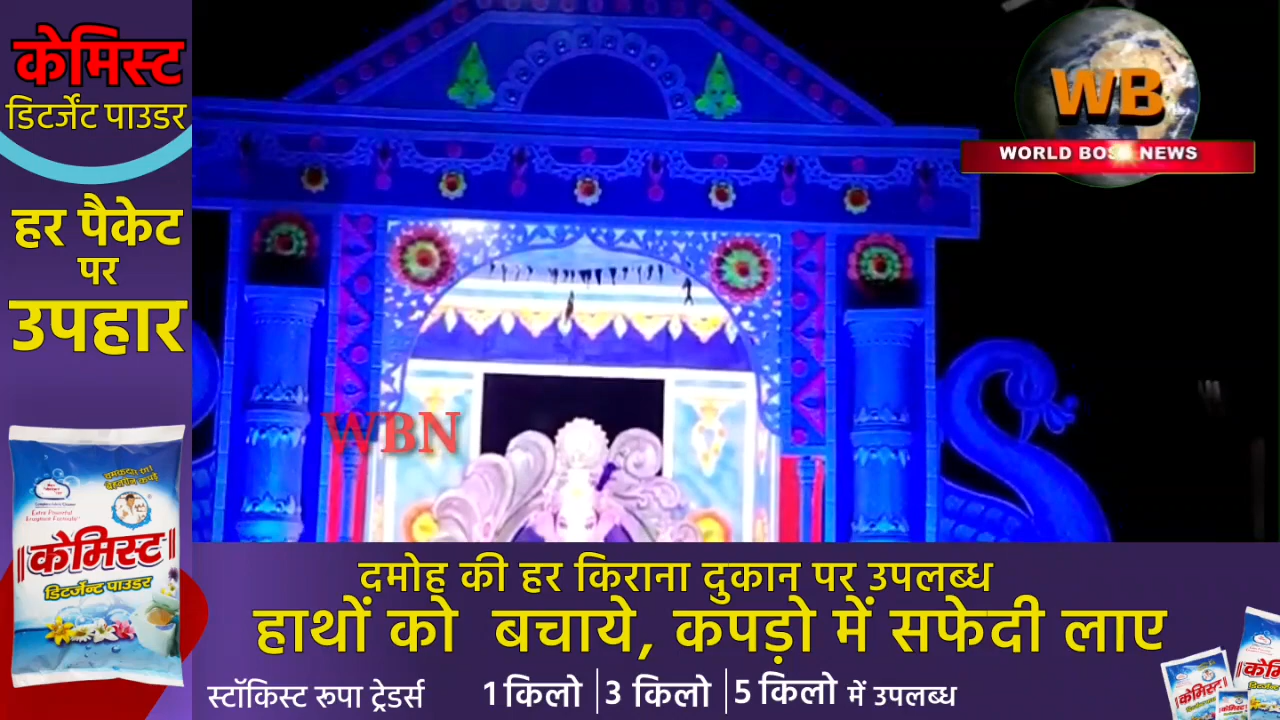 केमिस्ट
डिटर्जेंट पाउडर
हर पैकेट
पर
उपहार
WB
WORLD BOSS NEWS
WBN
केमिस्ट
डिटर्जेन्ट पाउडर
दमोह की हर किराना दुकान पर उपलब्ध
हाथों को बचाये, कपड़ो में सफेदी लाए
स्टॉकिस्ट रूपा ट्रेडर्स 1 किलो 3 किलो 5 किलो में उपलब्ध
केमिस्ट